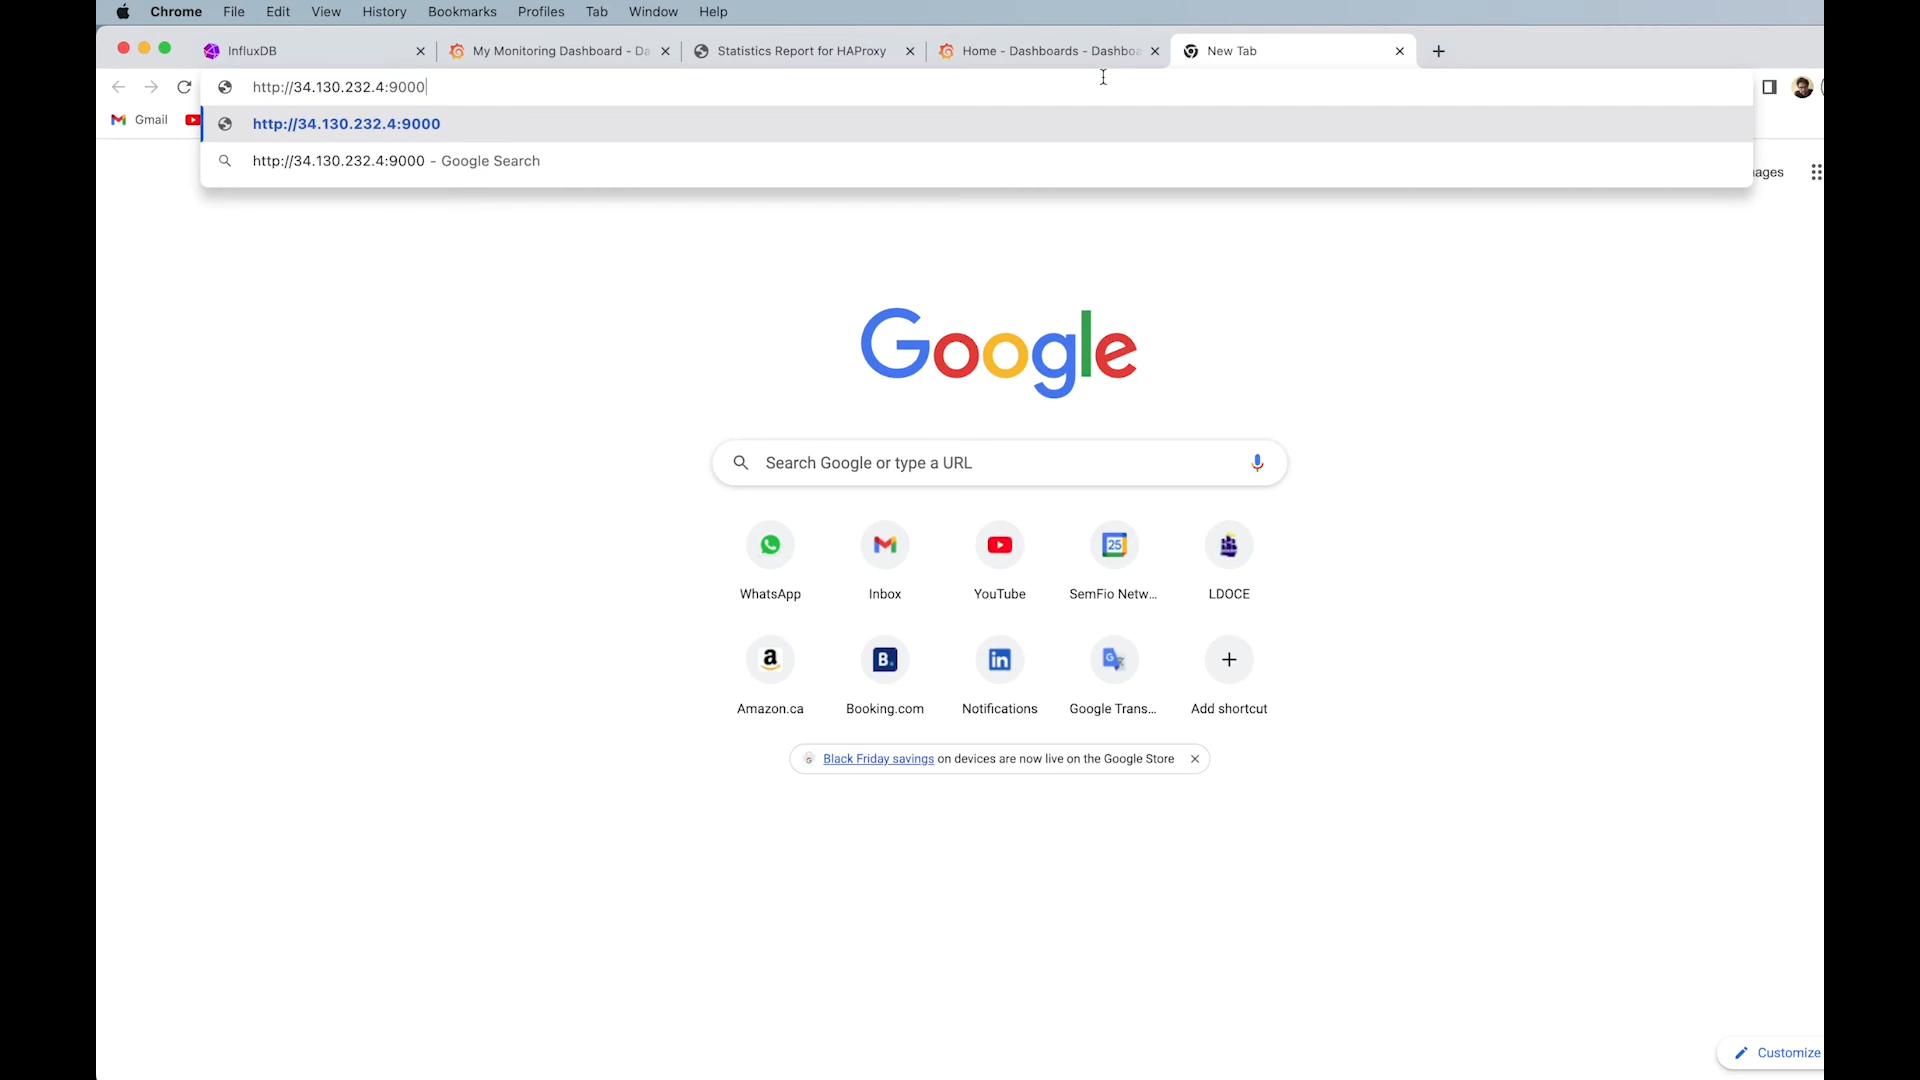 Chrome File Edit View History Bookmarks Profiles Tab Window Help
InfluxDB My Monitoring Dashboard - Da Statistics Report for HAProxy Home - Dashboards - Dashboa New Tab
http://34.130.232.4:9000
Gmail
http://34.130.232.4:9000
http://34.130.232.4:9000 - Google Search
ages
Google
Search Google or type a URL
25
WhatsApp Inbox YouTube SemFio Netw... LDOCE
a B. in G
Amazon.ca Booking.com Notifications Google Trans... Add shortcut
Black Friday savings on devices are now live on the Google Store
Customize